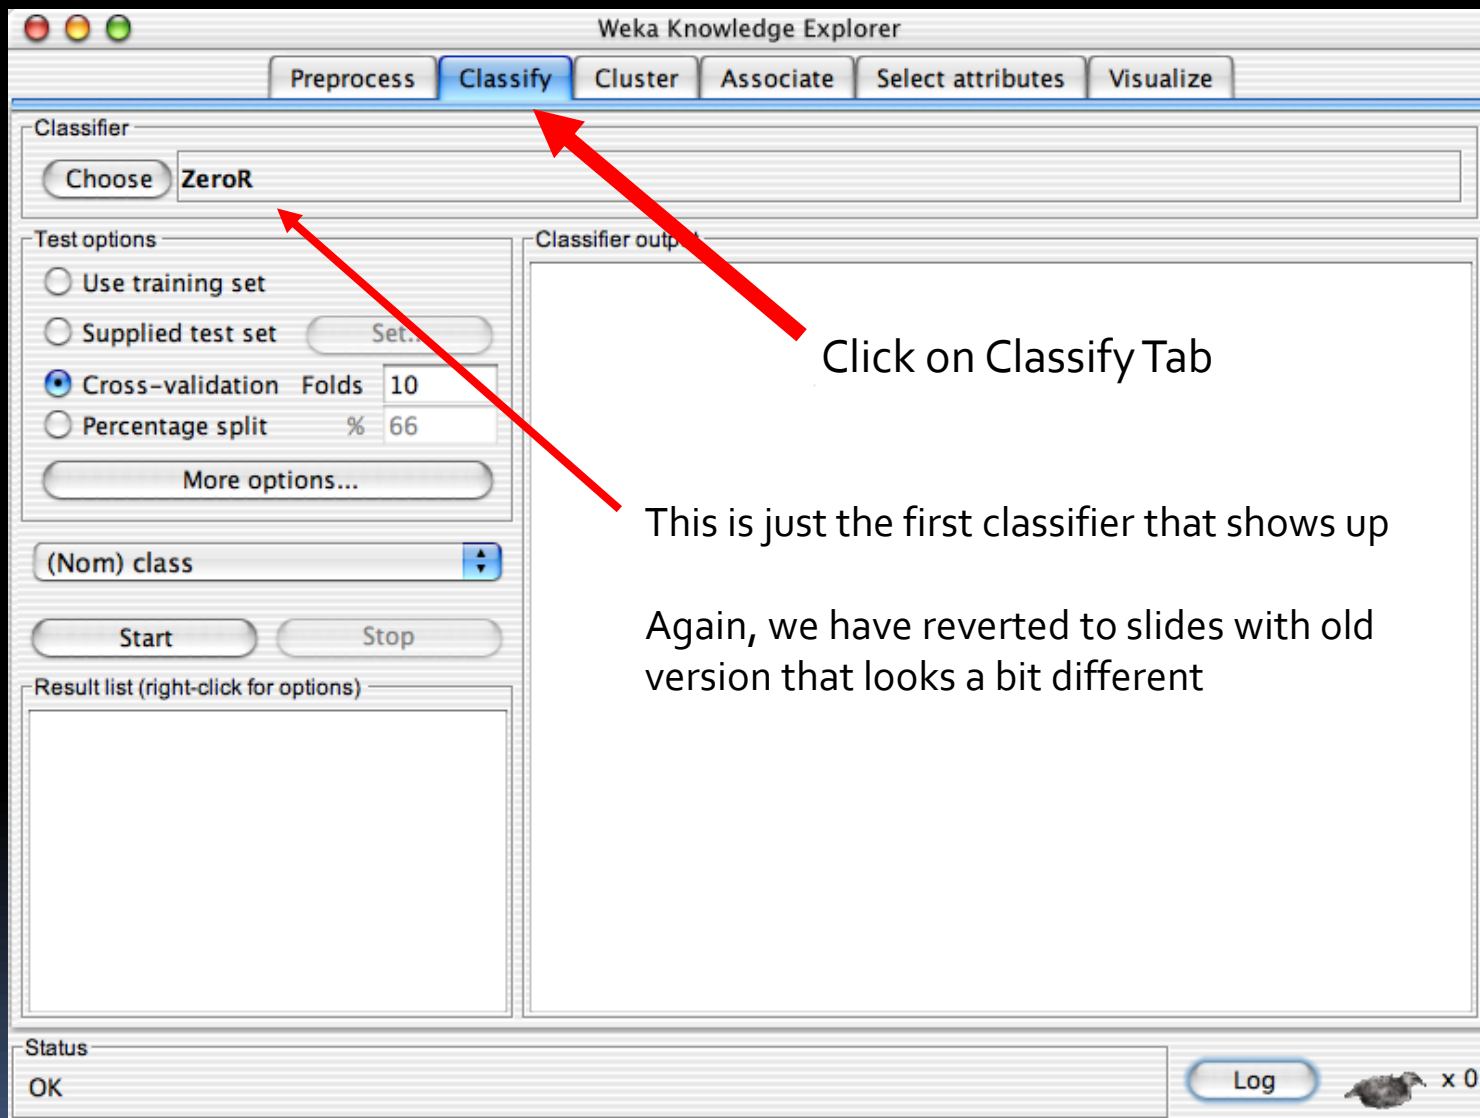 Weka Knowledge Explorer
Preprocess Classify Cluster Associate Select attributes Visualize
Classifier
Choose ZeroR
Test options
Use training set
Supplied test set Set...
Cross-validation Folds 10
Percentage split % 66
More options...
(Nom) class
Start Stop
Result list (right-click for options)
Classifier output
Click on Classify Tab
This is just the first classifier that shows up
Again, we have reverted to slides with old
version that looks a bit different
Status
OK
Log x 0